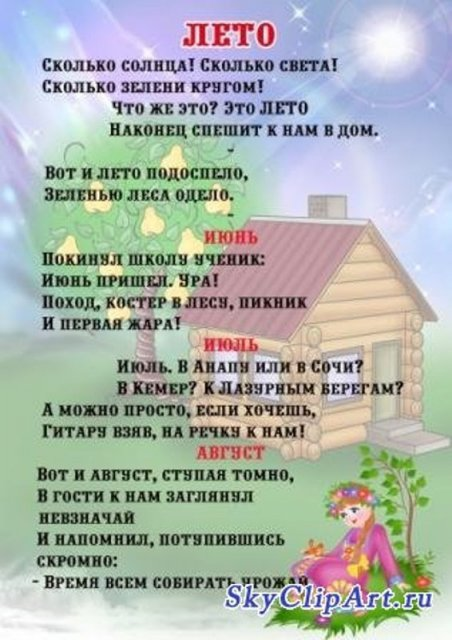 ЛЕТО
Сколько солнца! Сколько света!
Сколько зелени кругом!
Что же это? Это ЛЕТО
Наконец спешит к нам в дом.
-
Вот и лето подоспело,
Зеленью леса одело.
-
ИЮНЬ
Покинул школу ученик:
Июнь пришел. Ура!
Поход, костер в лесу, пикник
И первая жара!
ИЮЛЬ
Июль. В Анапу или в Сочи?
В Кемер? К Лазурным берегам?
А можно просто, если хочешь,
Гитару взяв, на речку к нам!
АВГУСТ
Вот и август, ступая томно,
В гости к нам заглянул
невзначай
И напомнил, потупившись
скромно:
- Время всем собирать урожай
SkyClipArt.ru